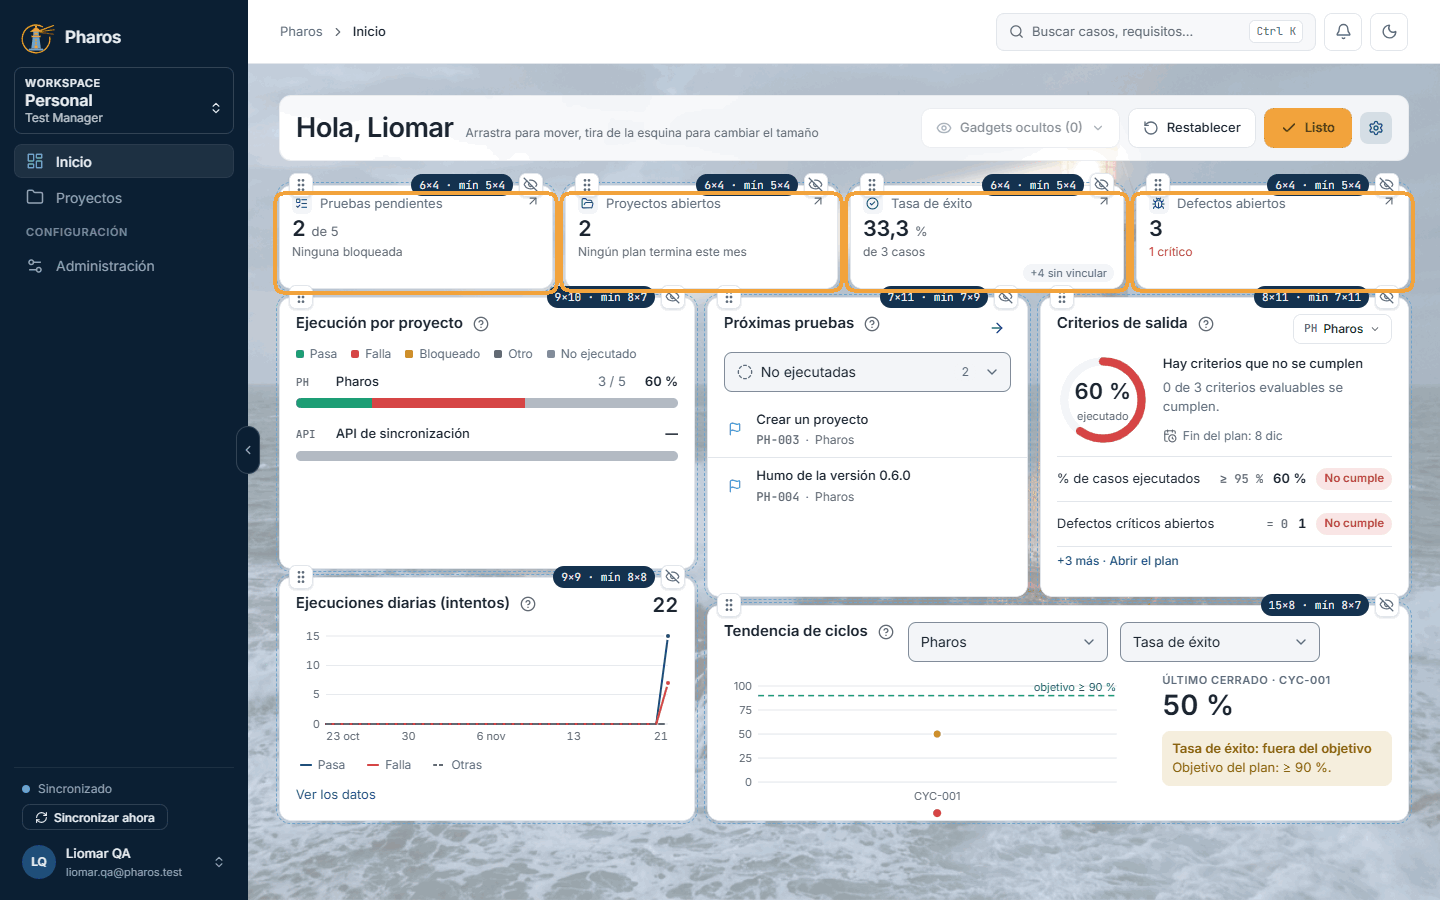 Pharos
WORKSPACE
Personal
Test Manager
Inicio
Proyectos
CONFIGURACIÓN
Administración
Sincronizado
Sincronizar ahora
LQ
Liomar QA
liomar.qa@pharos.test
Pharos > Inicio
Buscar casos, requisitos... Ctrl K
Hola, Liomar
Arrastra para mover, tira de la esquina para cambiar el tamaño
Gadgets ocultos (0)
Restablecer
Listo
6×4 · mín 5×4
Pruebas pendientes
2 de 5
Ninguna bloqueada
6×4 · mín 5×4
Proyectos abiertos
2
Ningún plan termina este mes
6×4 · mín 5×4
Tasa de éxito
33,3 %
de 3 casos
+4 sin vincular
6×4 · mín 5×4
Defectos abiertos
3
1 crítico
9×10 · mín 8×7
Ejecución por proyecto
Pasa Falla Bloqueado Otro No ejecutado
PH Pharos 3 / 5 60 %
API API de sincronización —
7×11 · mín 7×9
Próximas pruebas
No ejecutadas 2
Crear un proyecto
PH-003 · Pharos
Humo de la versión 0.6.0
PH-004 · Pharos
8×11 · mín 7×11
Criterios de salida
PH Pharos
60 %
ejecutado
Hay criterios que no se cumplen
0 de 3 criterios evaluables se
cumplen.
Fin del plan: 8 dic
% de casos ejecutados ≥ 95 % 60 % No cumple
Defectos críticos abiertos = 0 1 No cumple
+3 más · Abrir el plan
9×9 · mín 8×8
Ejecuciones diarias (intentos) 22
15
10
5
0
23 oct 30 6 nov 13 21
Pasa Falla Otras
Ver los datos
15×8 · mín 8×7
Tendencia de ciclos
Pharos
Tasa de éxito
100
75
50
25
0
objetivo ≥ 90 %
CYC-001
ÚLTIMO CERRADO · CYC-001
50 %
Tasa de éxito: fuera del objetivo
Objetivo del plan: ≥ 90 %.